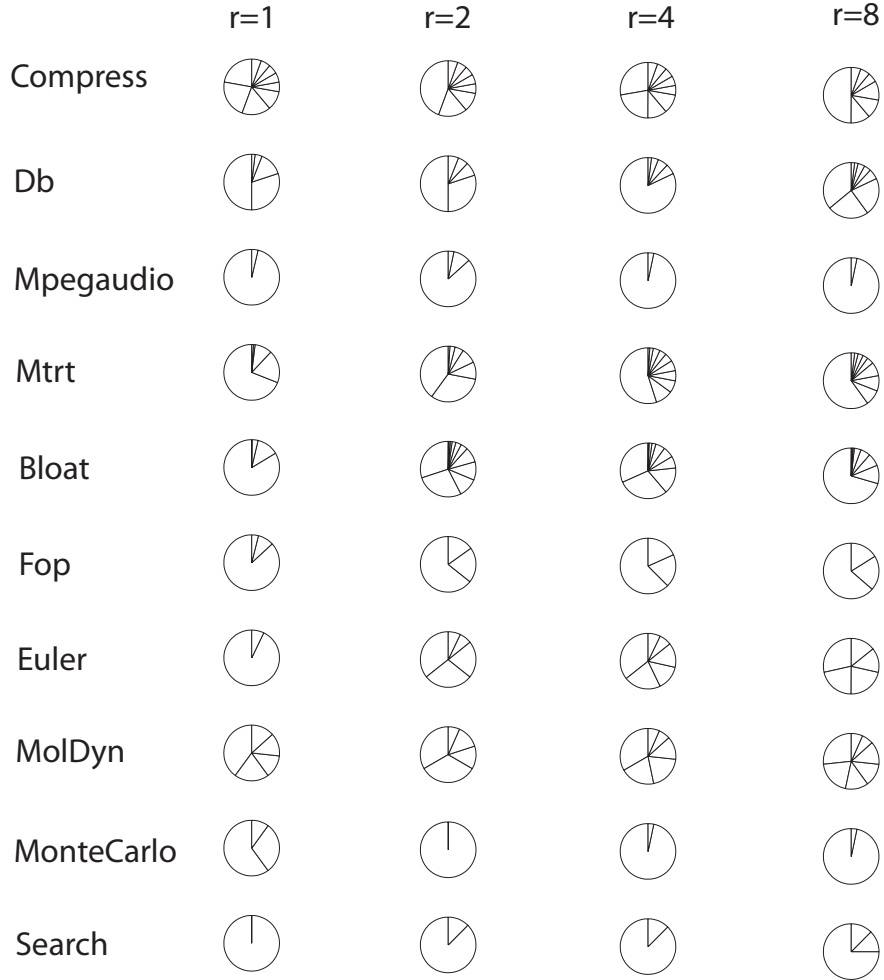 r=1 r=2 r=4 r=8
Compress
Db
Mpegaudio
Mtrt
Bloat
Fop
Euler
MolDyn
MonteCarlo
Search